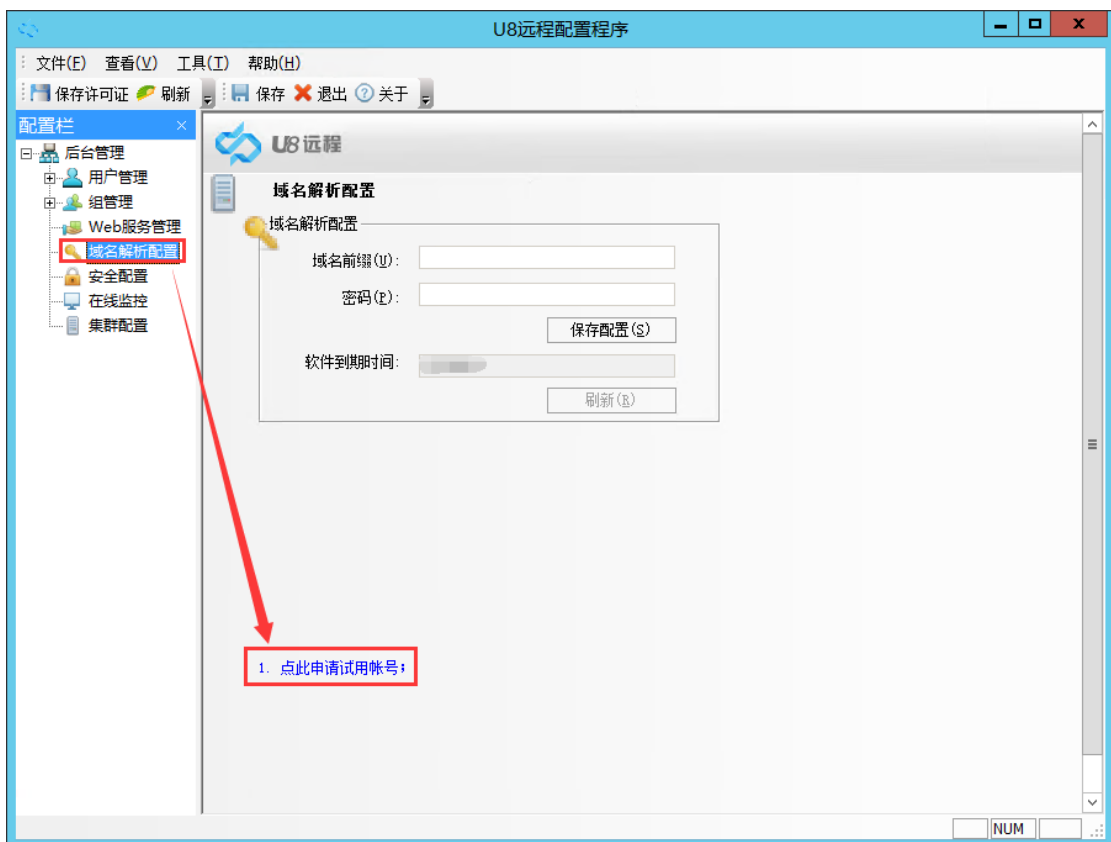 U8远程配置程序
文件(F) 查看(V) 工具(T) 帮助(H)
保存许可证 刷新 保存 退出 关于
配置栏
后台管理
用户管理
组管理
Web服务管理
域名解析配置
安全配置
在线监控
集群配置
U8远程
域名解析配置
域名解析配置
域名前缀(U):
密码(P):
保存配置(S)
软件到期时间:
刷新(R)
1. 点此申请试用帐号;
NUM